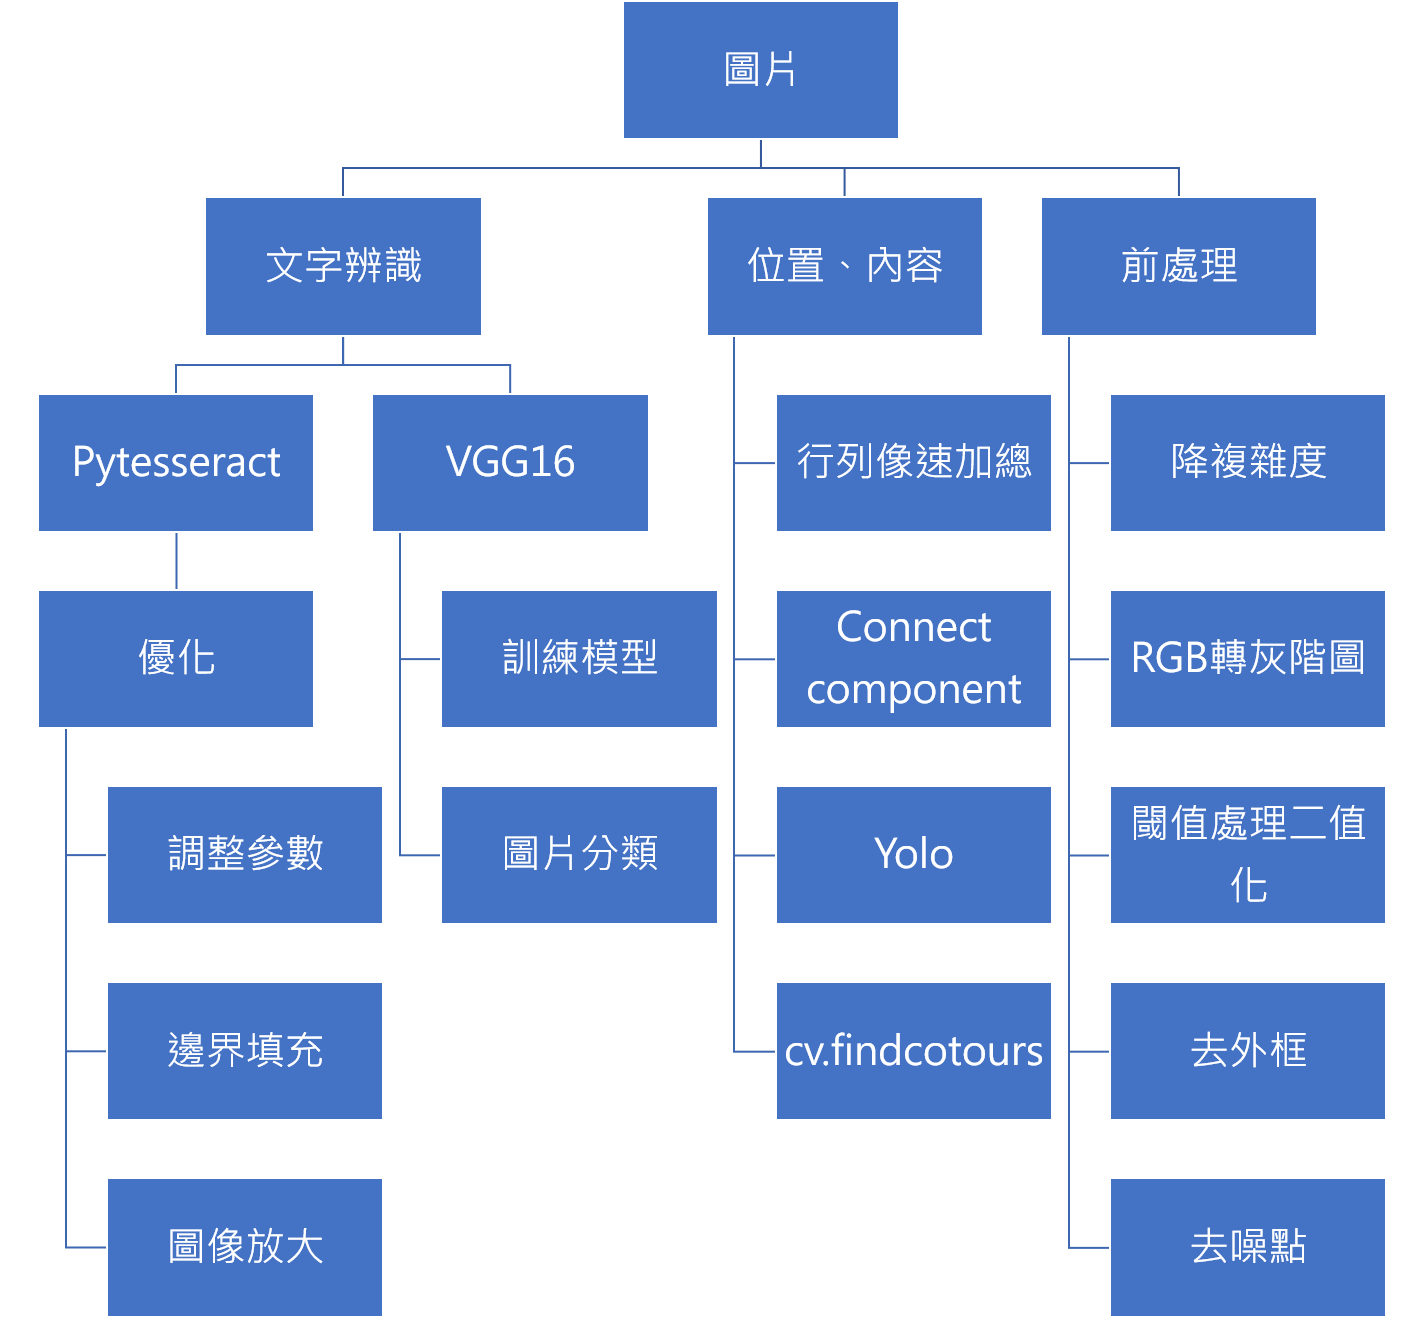 圖片
文字辨識
位置、內容
前處理
Pytesseract
VGG16
行列像速加總
降複雜度
優化
訓練模型
Connect
component
RGB轉灰階圖
調整參數
圖片分類
Yolo
閾值處理二值
化
邊界填充
cv.findcotours
去外框
圖像放大
去噪點